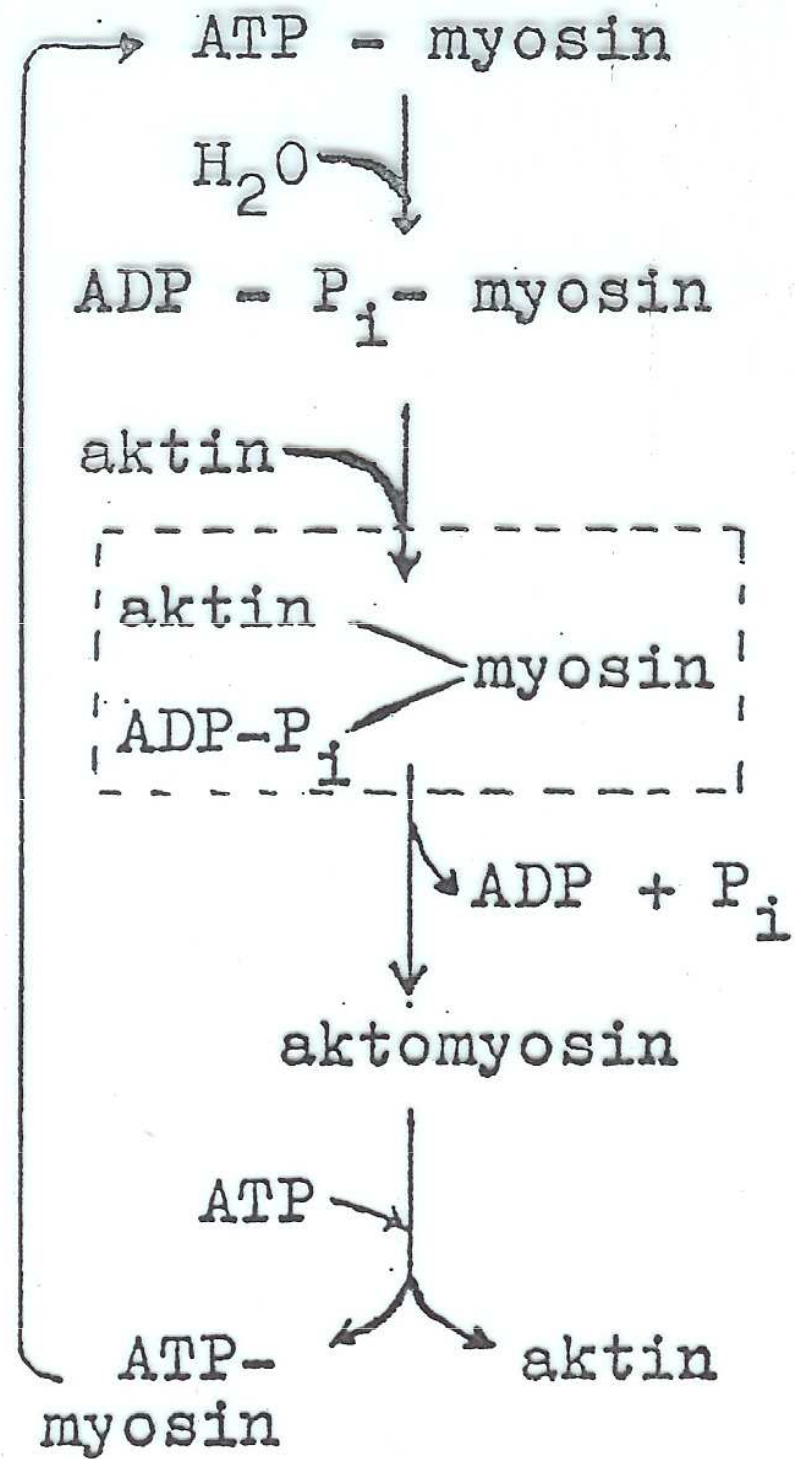 ATP - myosin
H₂O
ADP - Pᵢ- myosin
aktin
aktin
myosin
ADP-Pᵢ
ADP + Pᵢ
aktomyosin
ATP
ATP-
myosin
aktin